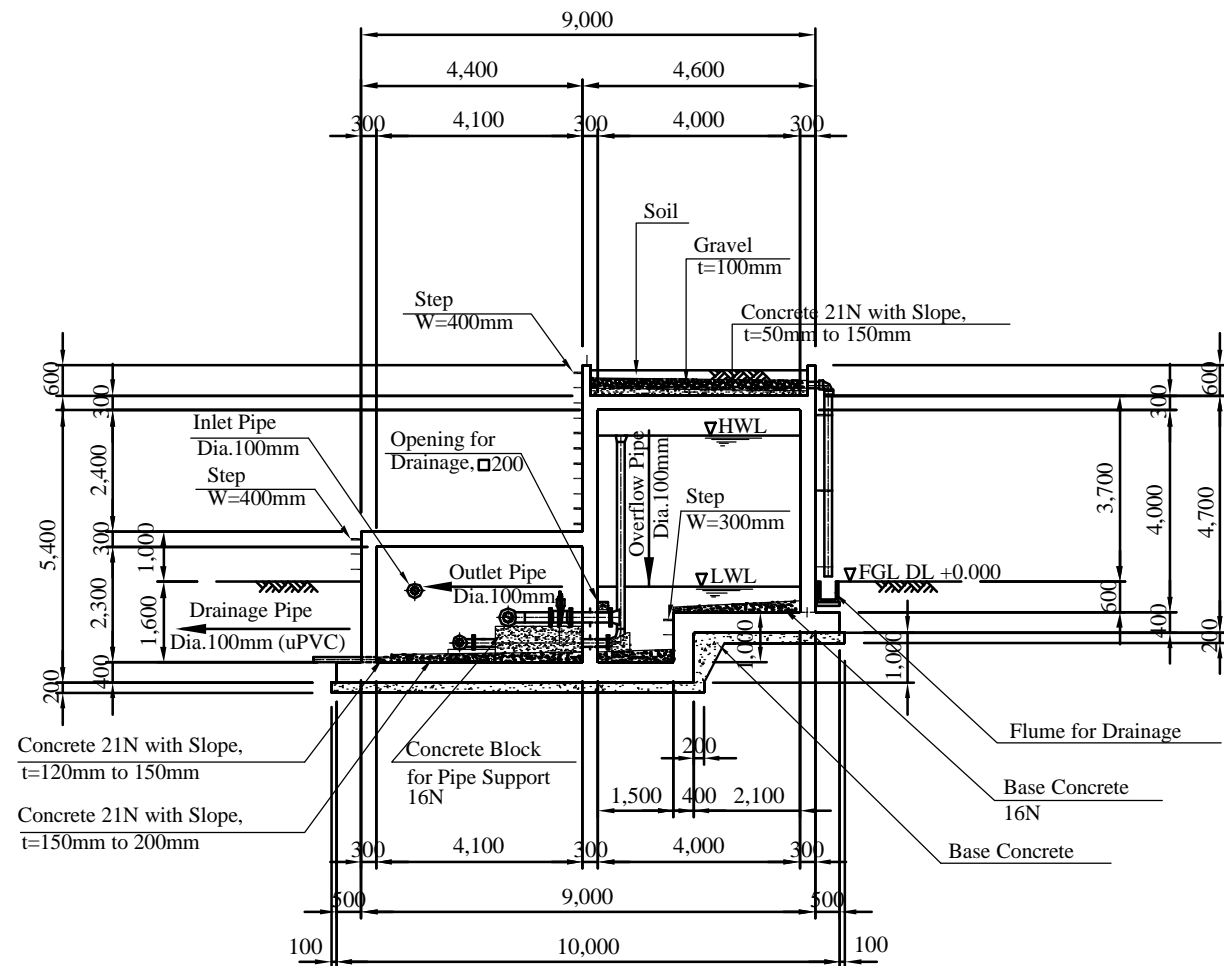 9,000
4,400
4,600
300
4,100
300
4,000
300
Soil
Gravel
t=100mm
Step
W=400mm
Concrete 21N with Slope,
t=50mm to 150mm
600
300
2,400
300
2,300
400
5,400
200
1,000
1,600
Inlet Pipe
Dia.100mm
Step
W=400mm
Opening for
Drainage, □200
▽HWL
Overflow Pipe
Dia.100mm
Step
W=300mm
▽LWL
▽FGL DL +0.000
Outlet Pipe
Dia.100mm
Drainage Pipe
Dia.100mm (uPVC)
1,000
3,700
600
300
4,000
400
1,000
600
4,700
200
Concrete 21N with Slope,
t=120mm to 150mm
Concrete 21N with Slope,
t=150mm to 200mm
Concrete Block
for Pipe Support
16N
200
1,500
400
2,100
Flume for Drainage
Base Concrete
16N
Base Concrete
300
4,100
300
4,000
300
500
9,000
500
100
10,000
100